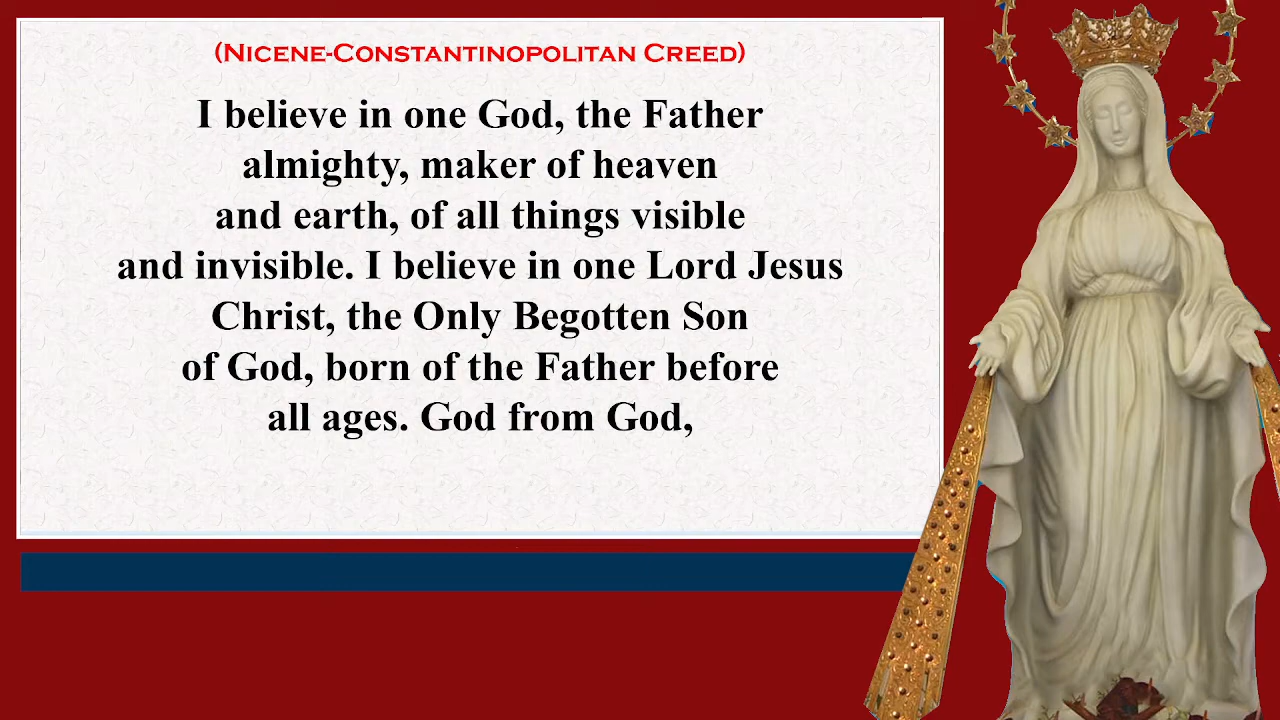 (Nicene-Constantinopolitan Creed)
I believe in one God, the Father
almighty, maker of heaven
and earth, of all things visible
and invisible. I believe in one Lord Jesus
Christ, the Only Begotten Son
of God, born of the Father before
all ages. God from God,